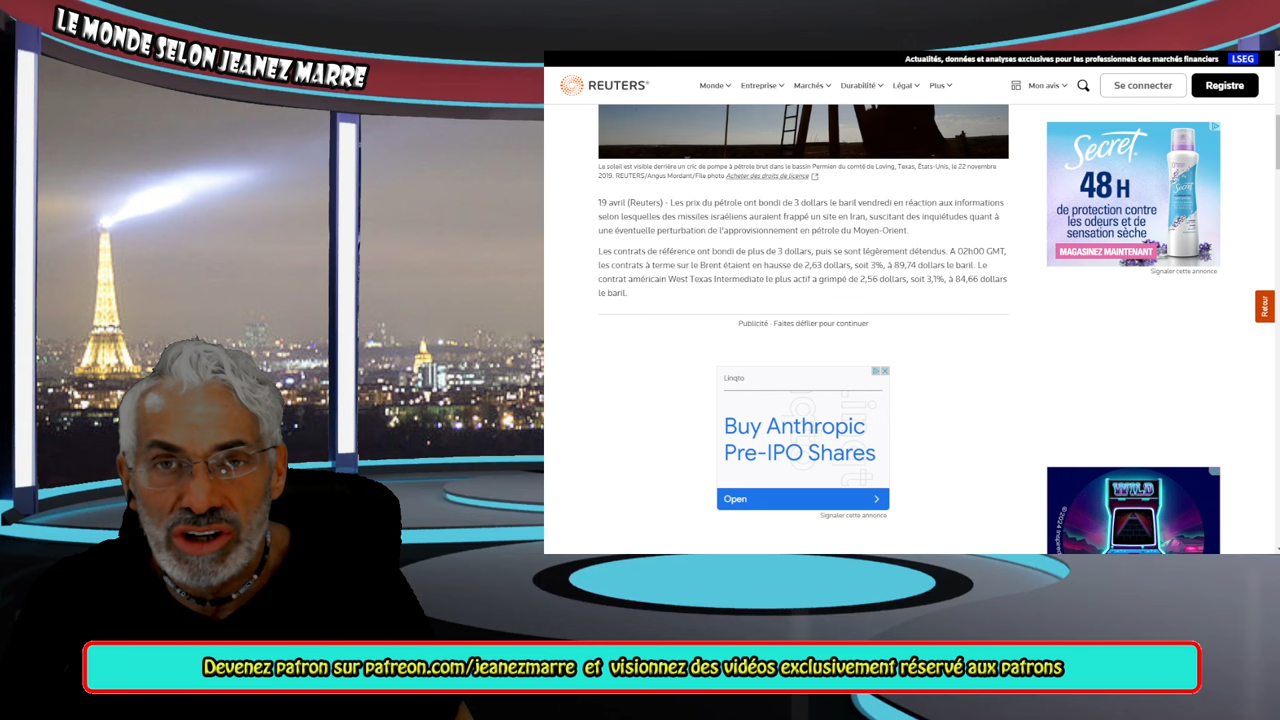 LE MONDE SELON JEANEZ MARRE
Actualités, données et analyses exclusives pour les professionnels des marchés financiers
LSEG
REUTERS®
Monde
Entreprise
Marchés
Durabilité
Légal
Plus
Mon avis
Se connecter
Registre
Le soleil est visible derrière un cric de pompe à pétrole brut dans le bassin Permien du comté de Loving, Texas, États-Unis, le 22 novembre
2019. REUTERS/Angus Mordant/File photo Acheter des droits de licence
19 avril (Reuters) - Les prix du pétrole ont bondi de 3 dollars le baril vendredi en réaction aux informations
selon lesquelles des missiles israéliens auraient frappé un site en Iran, suscitant des inquiétudes quant à
une éventuelle perturbation de l'approvisionnement en pétrole du Moyen-Orient.
Les contrats de référence ont bondi de plus de 3 dollars, puis se sont légèrement détendus. A 02h00 GMT,
les contrats à terme sur le Brent étaient en hausse de 2,63 dollars, soit 3%, à 89,74 dollars le baril. Le
contrat américain West Texas Intermediate le plus actif a grimpé de 2,56 dollars, soit 3,1%, à 84,66 dollars
le baril.
Publicité · Faites défiler pour continuer
Linqto
Buy Anthropic
Pre-IPO Shares
Open
Signaler cette annonce
Secret
48 H
de protection contre
les odeurs et de
sensation sèche
MAGASINEZ MAINTENANT
Secret
Signaler cette annonce
Retour
WILD
Devenez patron sur patreon.com/jeanezmarre et visionnez des vidéos exclusivement réservé aux patrons